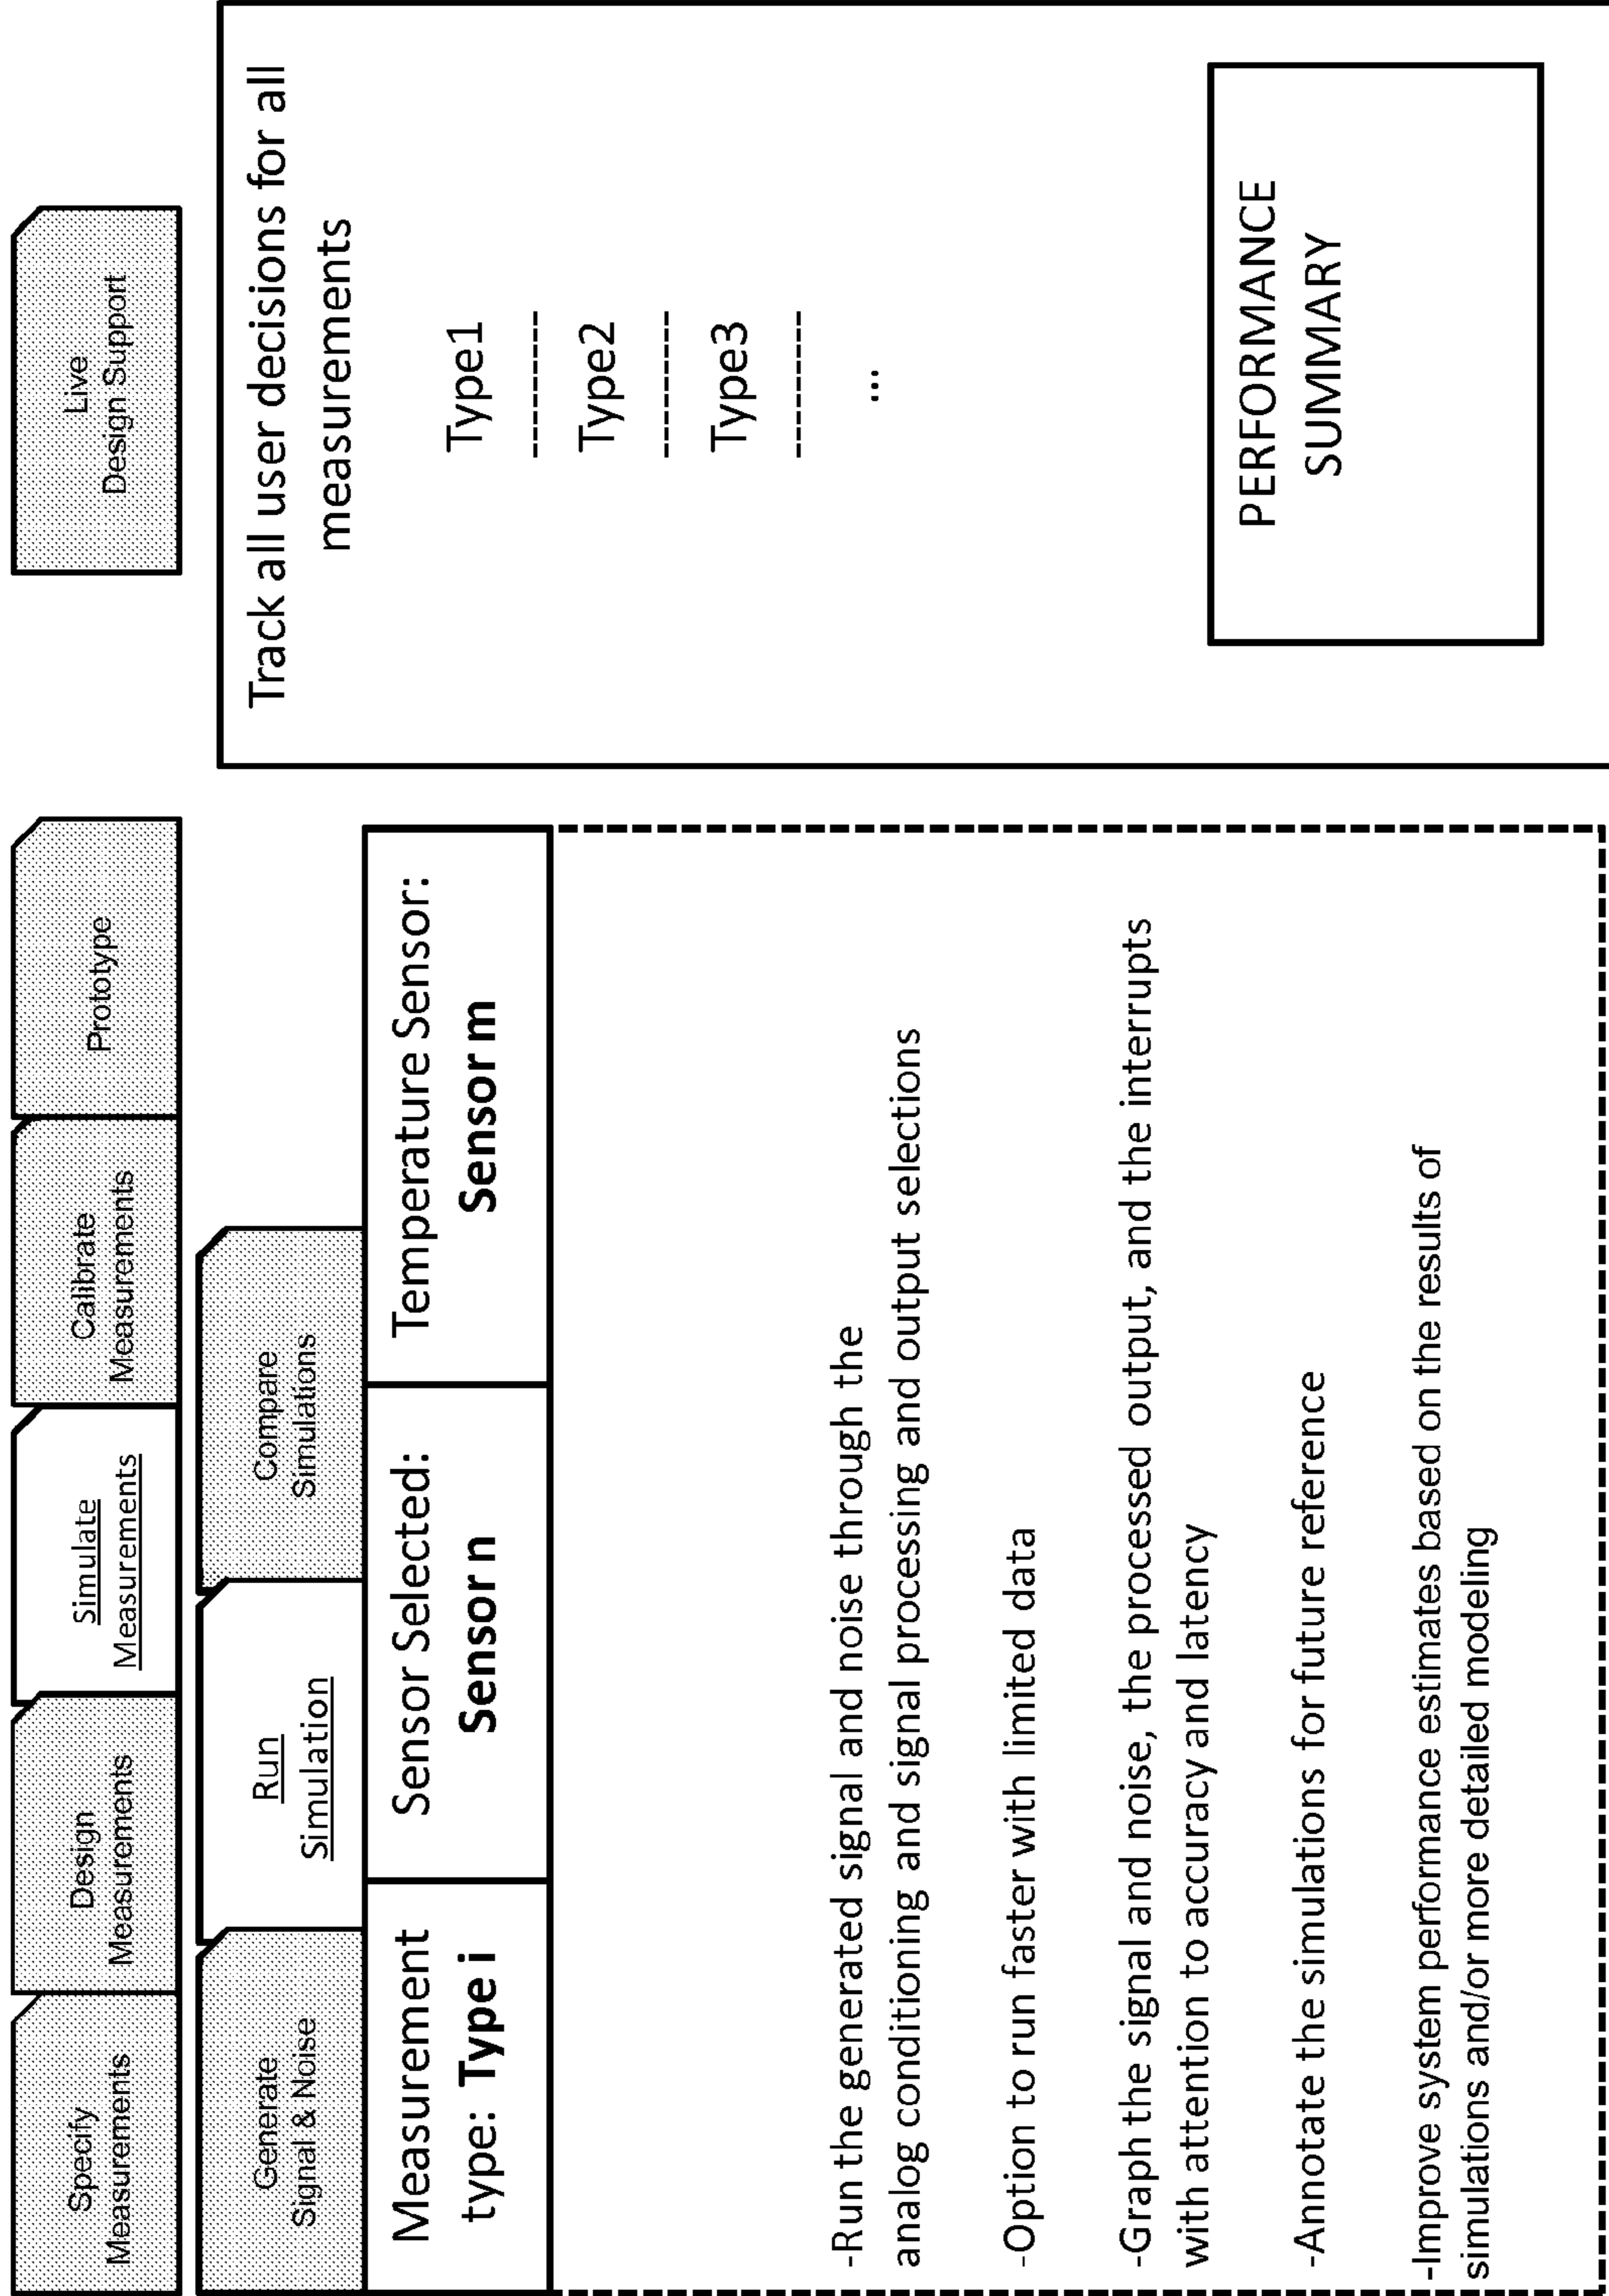 Specify
Measurements
Design
Measurements
Simulate
Measurements
Calibrate
Measurements
Prototype
Live
Design Support
Generate
Signal & Noise
Run
Simulation
Compare
Simulations
Measurement
type: Type i
Sensor Selected:
Sensor n
Temperature Sensor:
Sensor m
-Run the generated signal and noise through the
analog conditioning and signal processing and output selections
-Option to run faster with limited data
-Graph the signal and noise, the processed output, and the interrupts
with attention to accuracy and latency
-Annotate the simulations for future reference
-Improve system performance estimates based on the results of
simulations and/or more detailed modeling
Track all user decisions for all
measurements
Type1
Type2
Type3
...
PERFORMANCE
SUMMARY